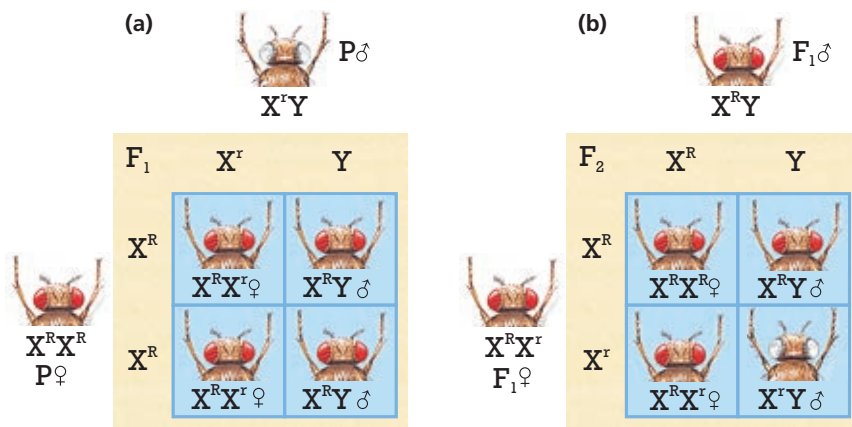 (a)
P♂
XʳY
F₁ Xʳ Y
Xᴿ
XᴿXʳ♀ XᴿY♂
XᴿXᴿ
P♀
Xᴿ
XᴿXʳ♀ XᴿY♂
(b)
F₁♂
XᴿY
F₂ Xᴿ Y
Xᴿ
XᴿXᴿ♀ XᴿY♂
XᴿXʳ
F₁♀
Xʳ
XᴿXʳ♀ XʳY♂